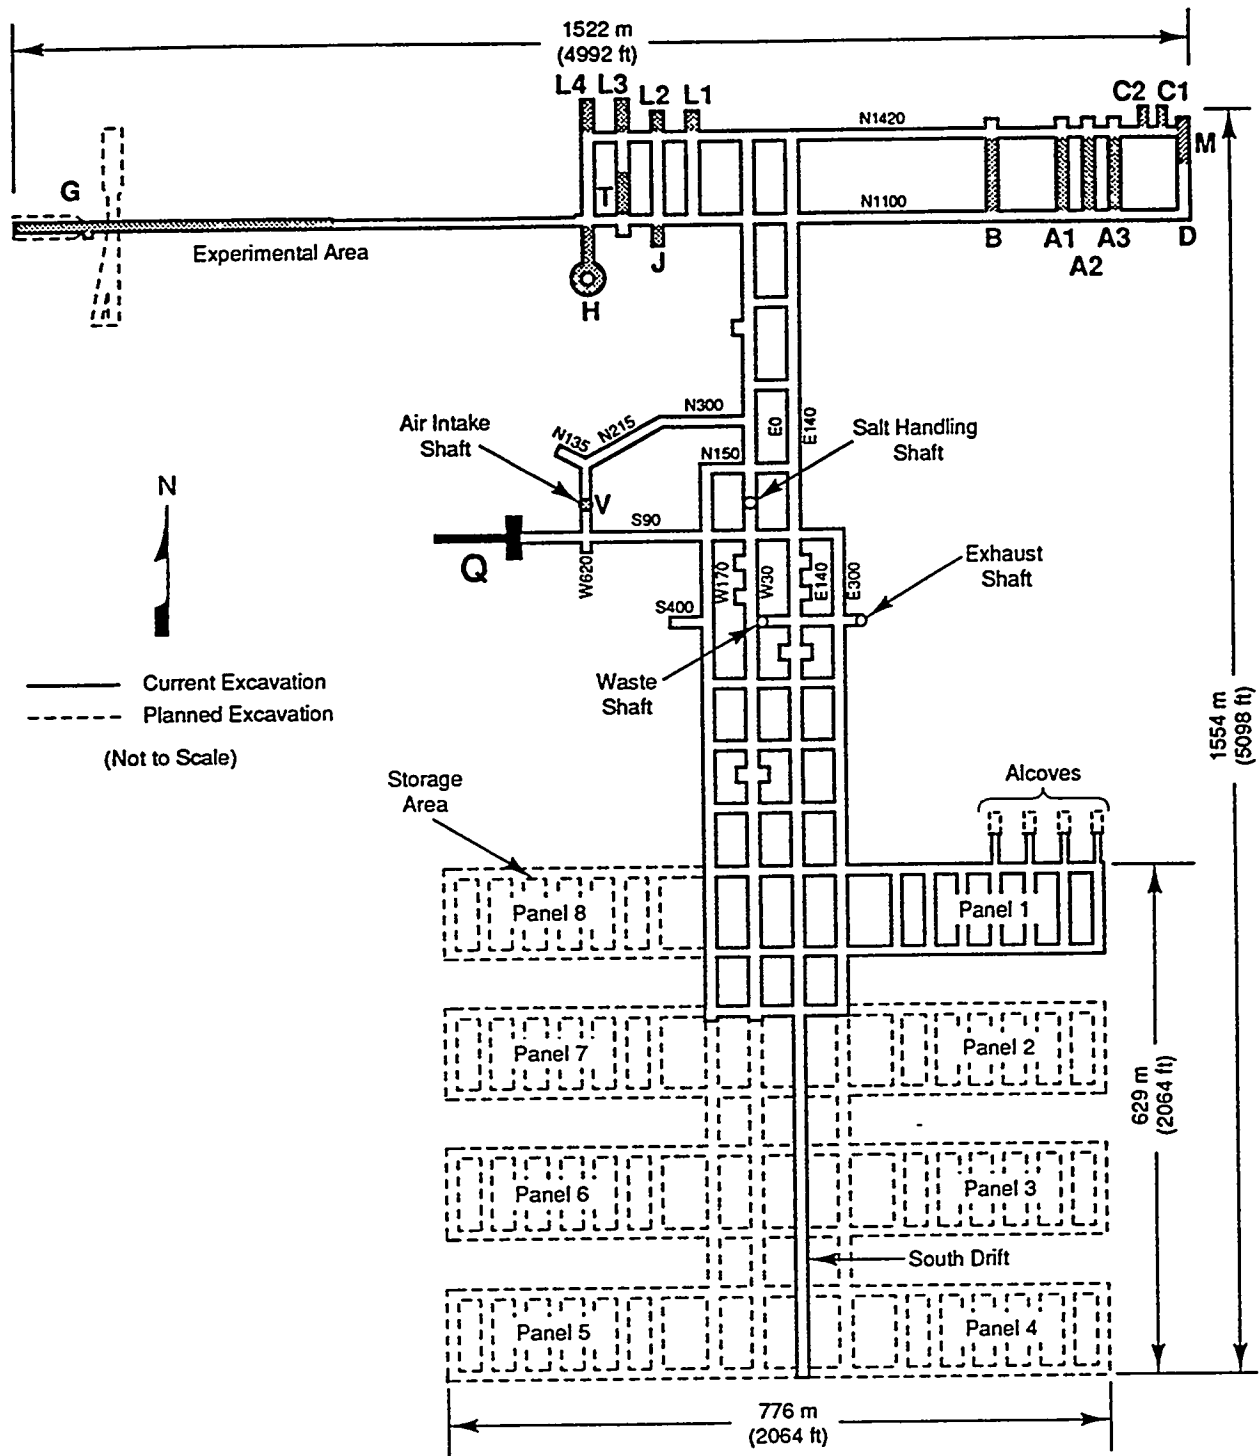 1522 m
(4992 ft)
L4 L3 L2 L1
C2 C1
N1420
M
G
T
N1100
Experimental Area
B A1 A3 D
J
A2
H
N300
Air Intake
Shaft
N215
N135
E0
E140
Salt Handling
Shaft
N150
N
V
S90
Q
W620
W170
W30
E140
E300
Exhaust
Shaft
S400
Waste
Shaft
Current Excavation
Planned Excavation
(Not to Scale)
1554 m
(5098 ft)
Storage
Area
Alcoves
Panel 8
Panel 1
Panel 7
Panel 2
629 m
(2064 ft)
Panel 6
Panel 3
South Drift
Panel 5
Panel 4
776 m
(2064 ft)